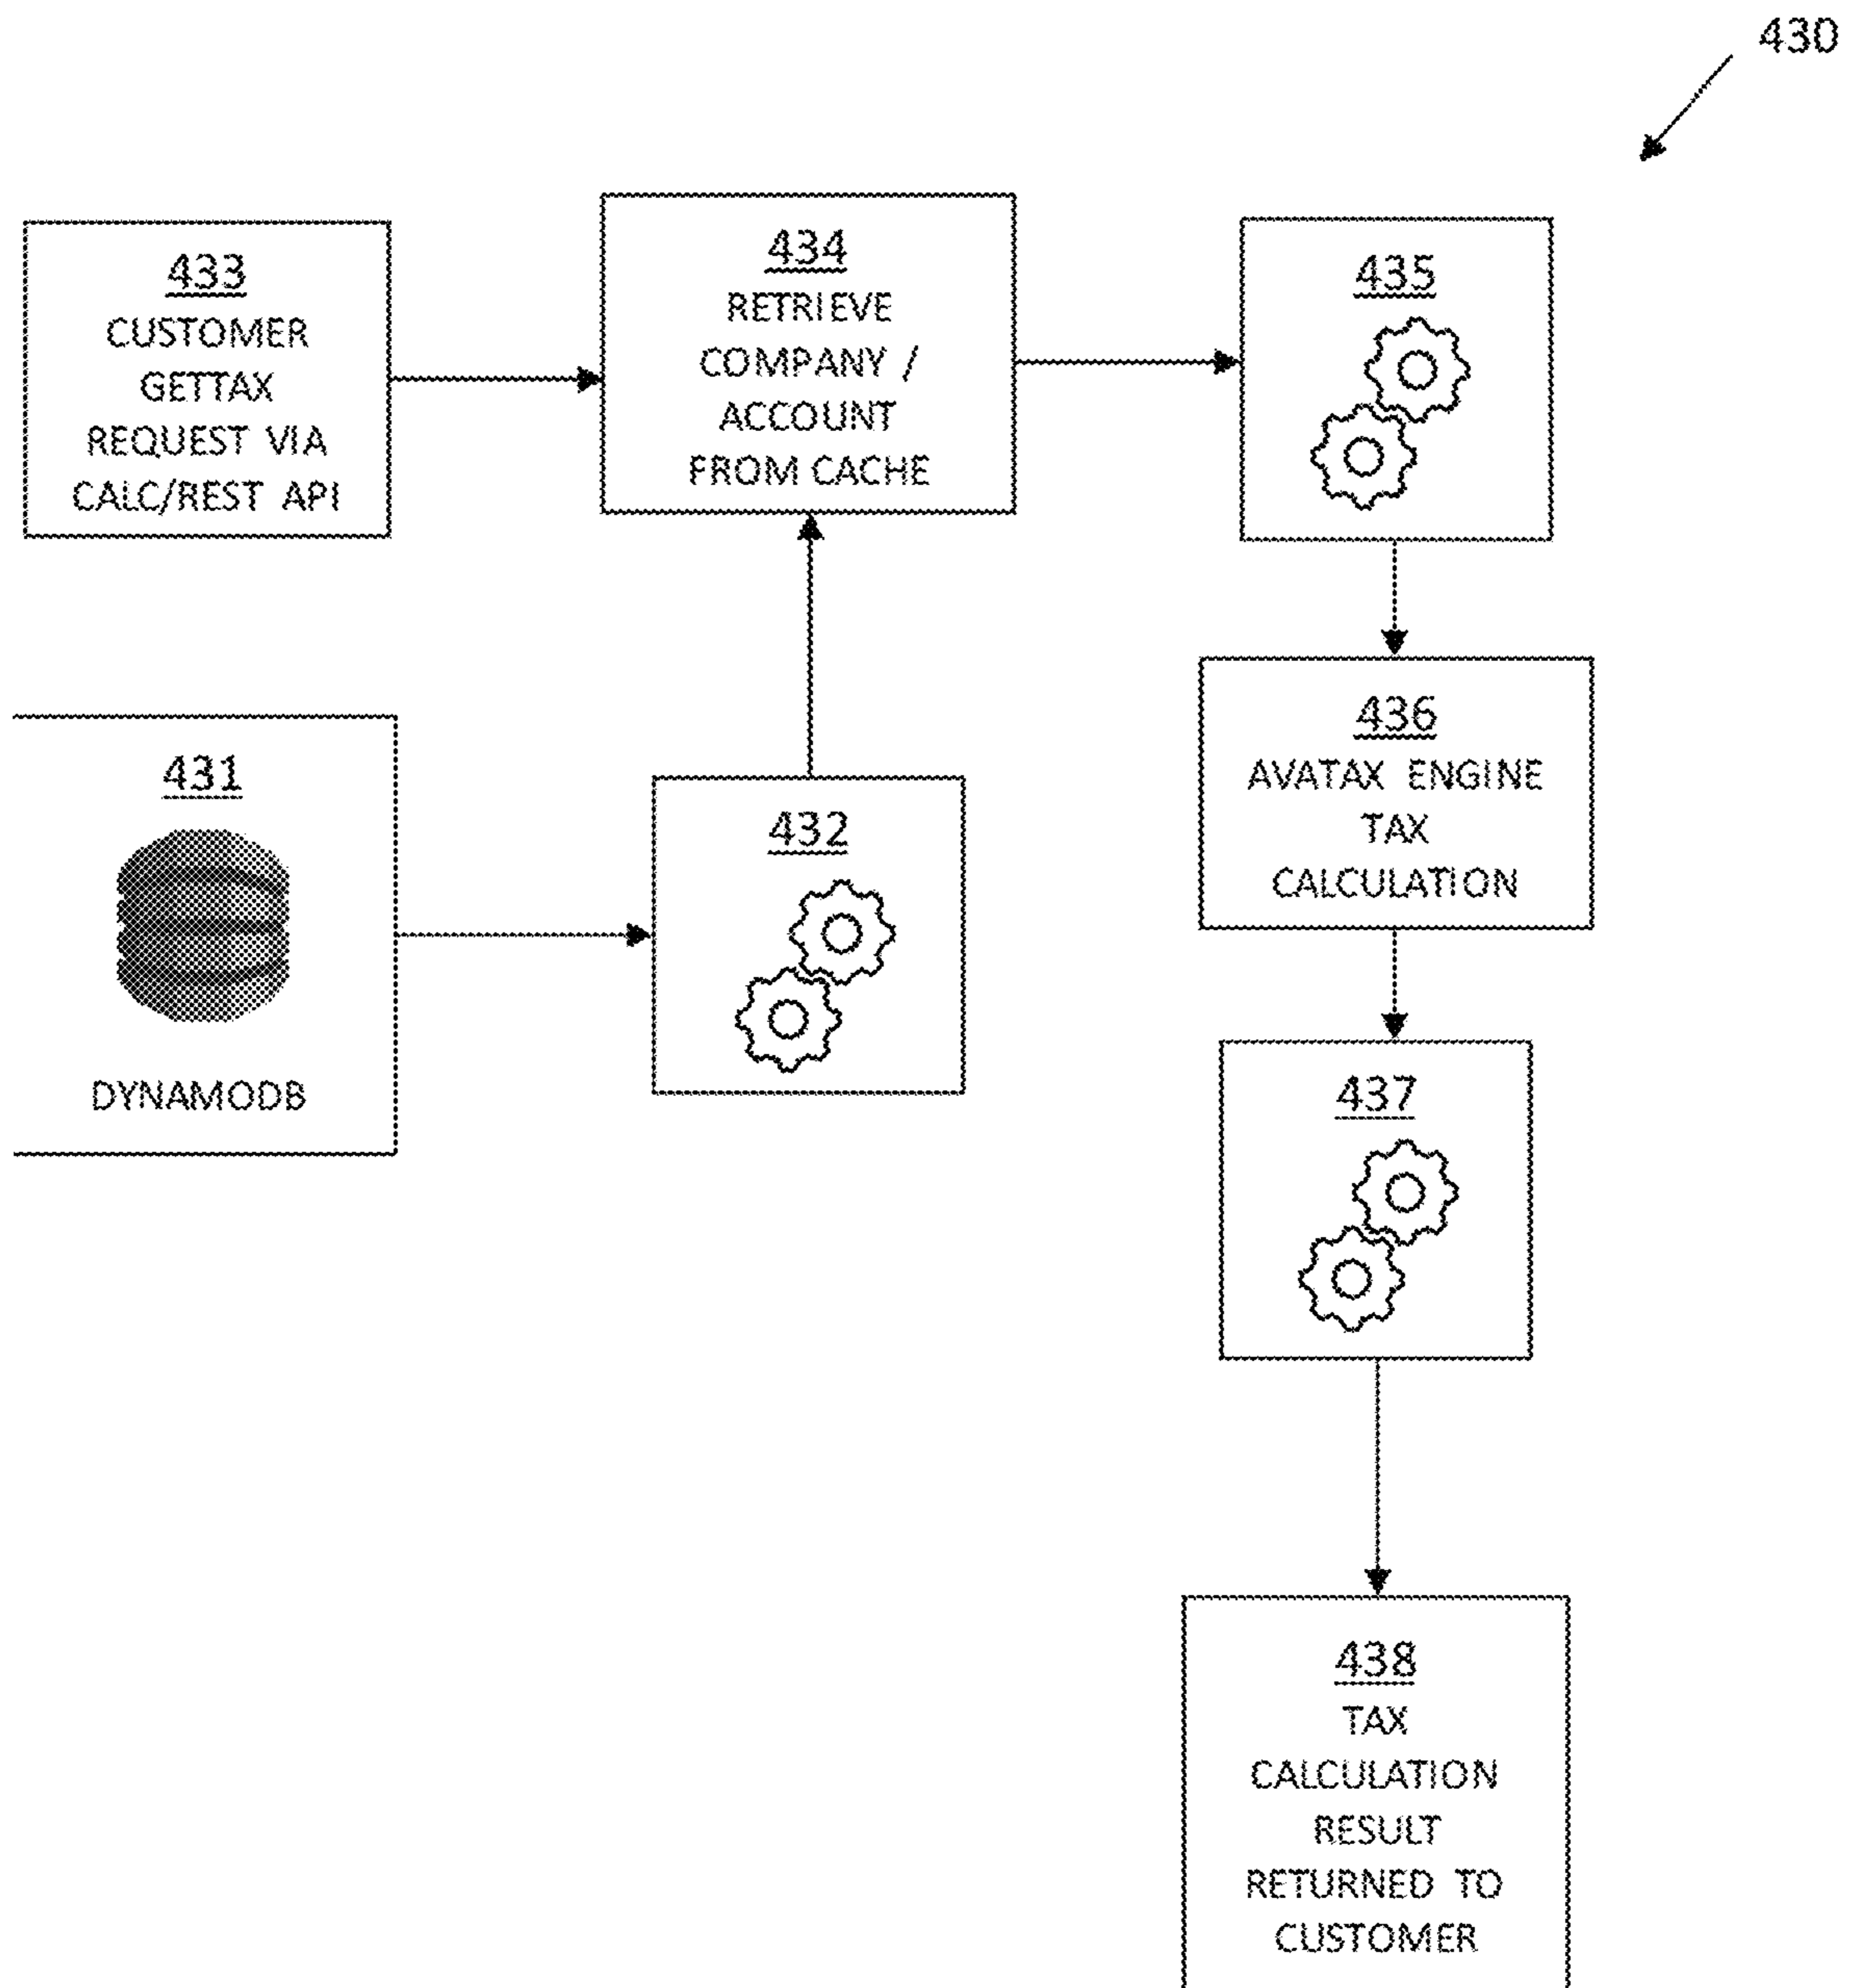 430
433
CUSTOMER
GETTAX
REQUEST VIA
CALC/REST API
434
RETRIEVE
COMPANY /
ACCOUNT
FROM CACHE
435
431
DYNAMODB
432
436
AVATAX ENGINE
TAX
CALCULATION
437
438
TAX
CALCULATION
RESULT
RETURNED TO
CUSTOMER